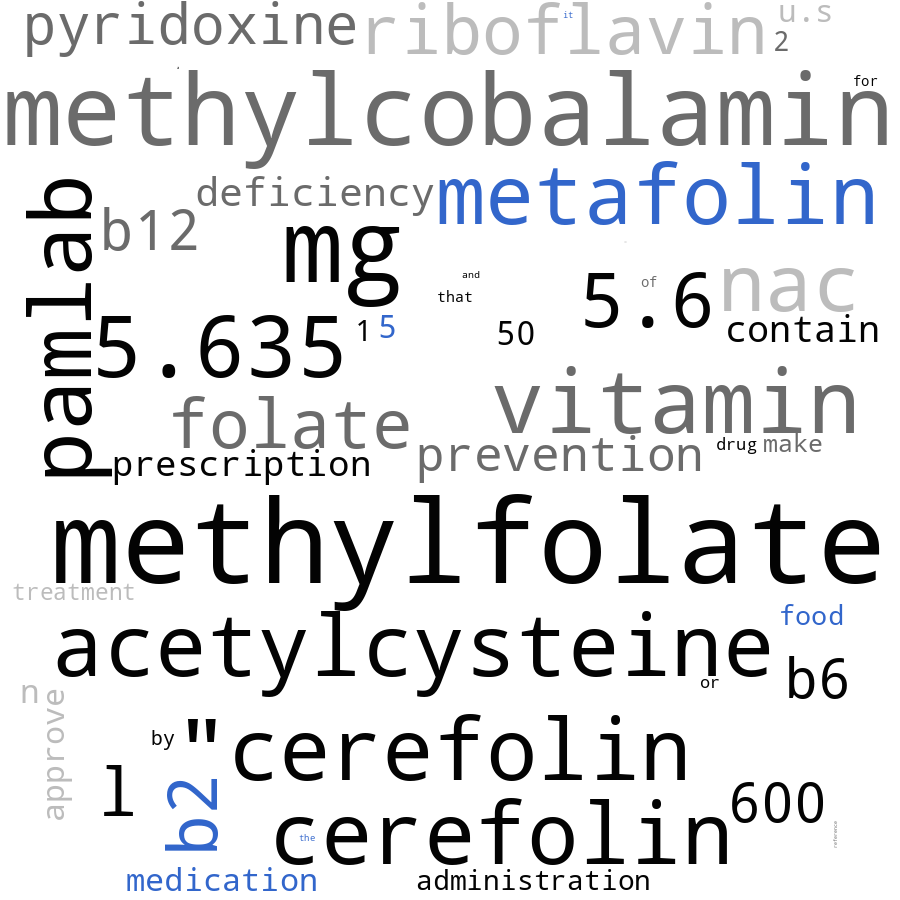 pyridoxine riboflavin it u.s 2
methylcobalamin for
pamlab
deficiency metafolin
b12 mg
and that of 5.6 nac
5.635 1 5 50 contain
folate vitamin
prescription prevention drug make
methylfolate
treatment
acetylcysteine food
n or b6
approve
by "cerefolin
l b2 600
cerefolin the reference
medication administration